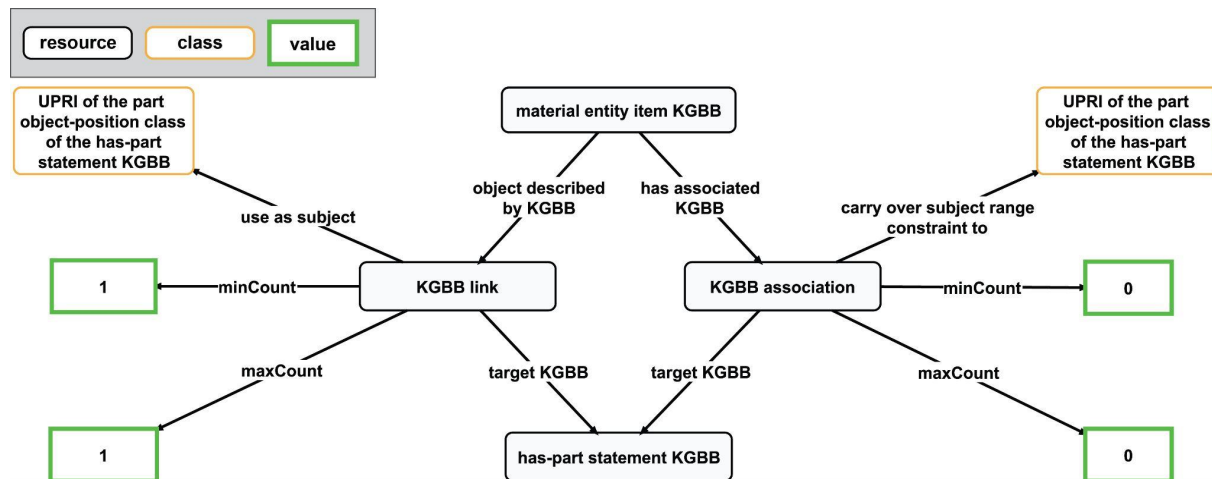 resource
class
value
UPRI of the part
object-position class
of the has-part
statement KGBB
material entity item KGBB
UPRI of the part
object-position class
of the has-part
statement KGBB
object described
by KGBB
has associated
KGBB
use as subject
carry over subject range
constraint to
1
minCount
KGBB link
KGBB association
minCount
0
maxCount
target KGBB
target KGBB
maxCount
1
has-part statement KGBB
0